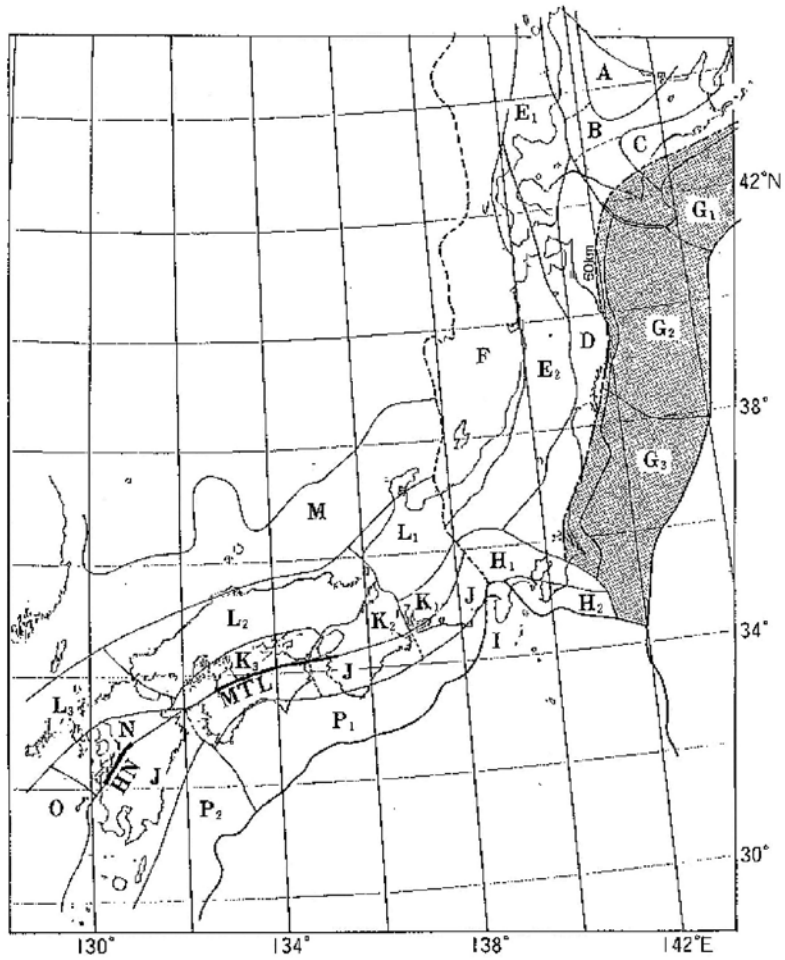 A
E₁
B
C
42°N
G₁
50km
G₂
F
E₂
D
38°
G₃
M
L₁
H₁
K₁
J
H₂
L₂
K₂
I
34°
K₃
J
MTL
L₃
P₁
N
HN
J
O
P₂
30°
130° 134° 138° 142°E